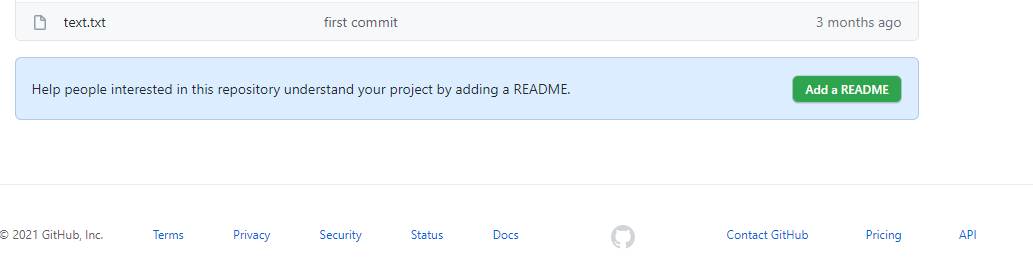 text.txt first commit 3 months ago
Help people interested in this repository understand your project by adding a README. Add a README
© 2021 GitHub, Inc. Terms Privacy Security Status Docs Contact GitHub Pricing API